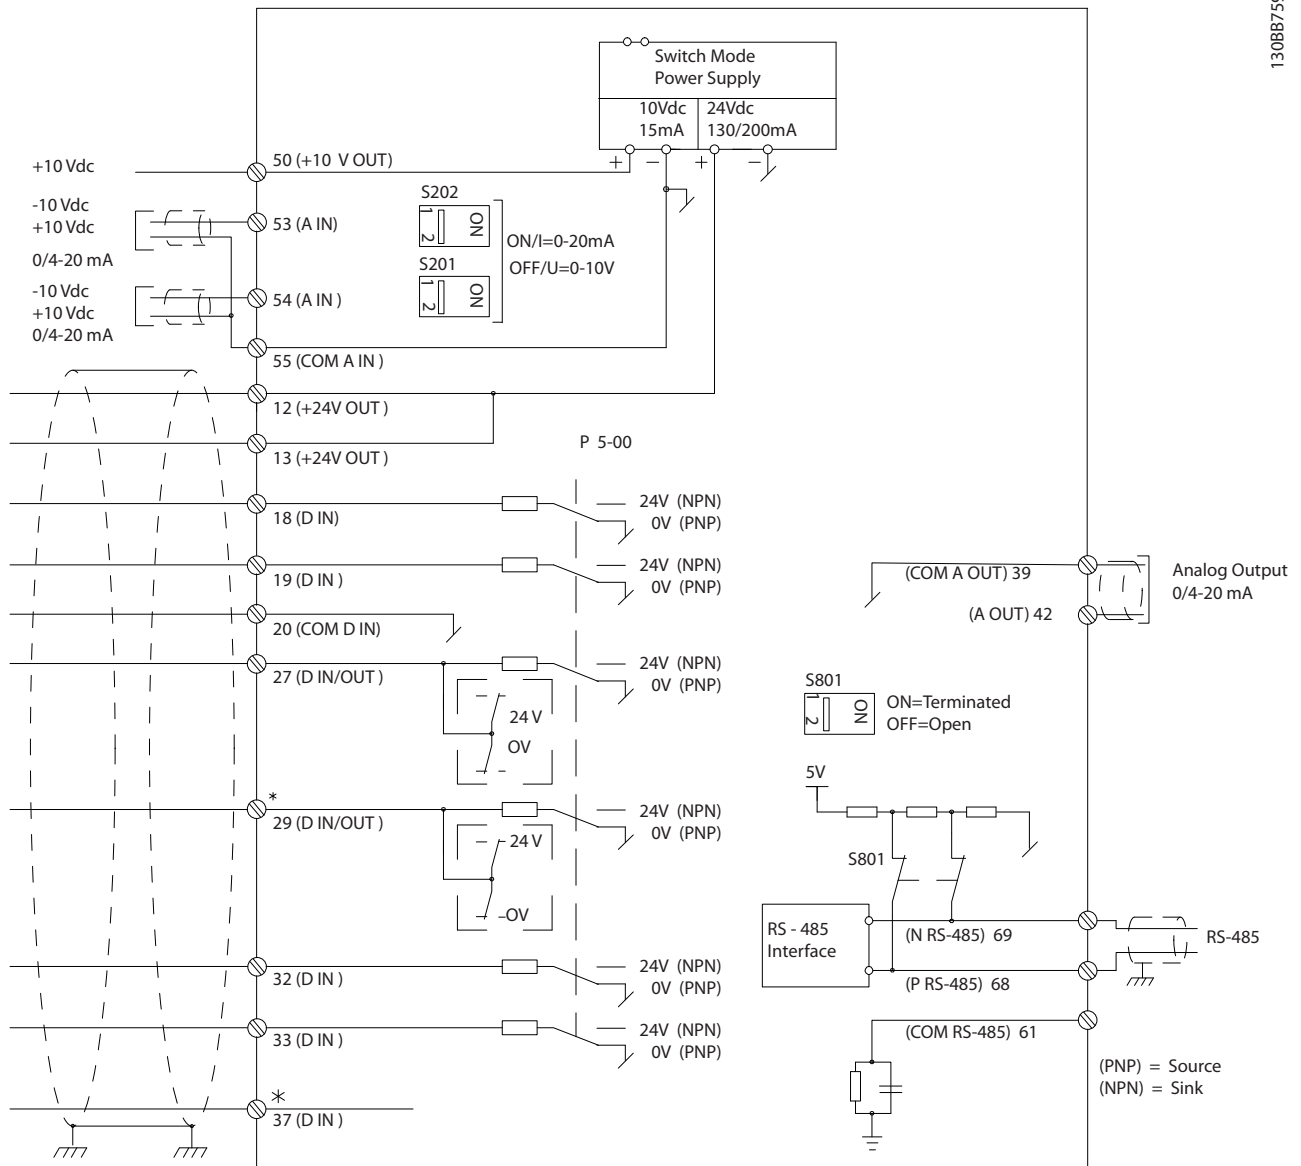 130BB759
Switch Mode
Power Supply
10Vdc
15mA
24Vdc
130/200mA
+ − + −
+10 Vdc
50 (+10 V OUT)
-10 Vdc
+10 Vdc
0/4-20 mA
53 (A IN)
S202
1
2
ON
ON/I=0-20mA
OFF/U=0-10V
S201
1
2
ON
-10 Vdc
+10 Vdc
0/4-20 mA
54 (A IN )
55 (COM A IN )
12 (+24V OUT )
13 (+24V OUT )
P 5-00
18 (D IN)
24V (NPN)
0V (PNP)
19 (D IN )
24V (NPN)
0V (PNP)
20 (COM D IN)
27 (D IN/OUT )
24V (NPN)
0V (PNP)
24 V
OV
*
29 (D IN/OUT )
24V (NPN)
0V (PNP)
24 V
OV
32 (D IN )
24V (NPN)
0V (PNP)
33 (D IN )
24V (NPN)
0V (PNP)
*
37 (D IN )
(COM A OUT) 39
(A OUT) 42
Analog Output
0/4-20 mA
S801
1
2
ON
ON=Terminated
OFF=Open
5V
S801
RS - 485
Interface
(N RS-485) 69
(P RS-485) 68
RS-485
(COM RS-485) 61
(PNP) = Source
(NPN) = Sink